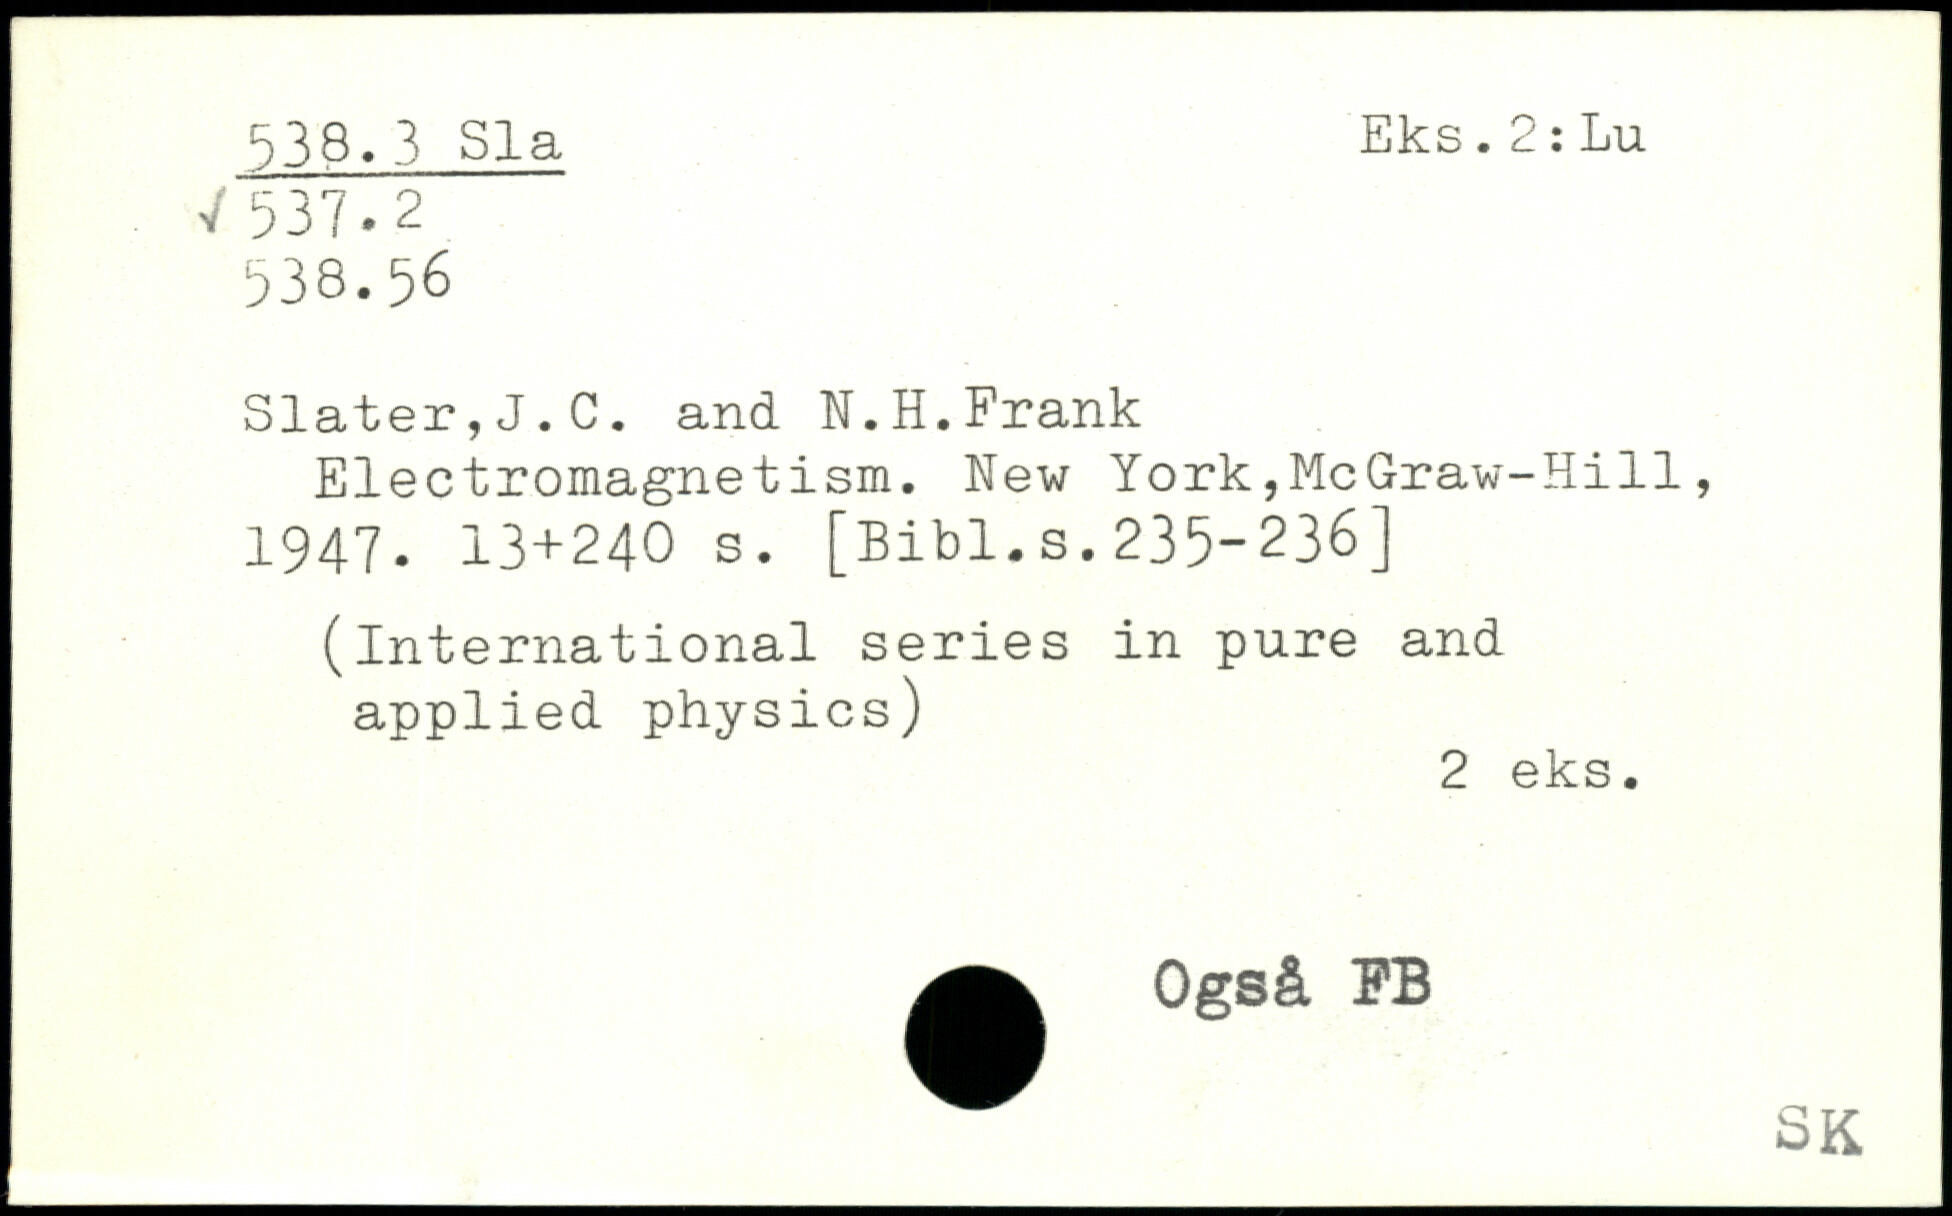 538.3 Sla
Eks.2:Lu
✓ 537.2
538.56
Slater,J.C. and N.H.Frank
Electromagnetism. New York,McGraw-Hill,
1947. 13+240 s. [Bibl.s.235-236]
(International series in pure and
applied physics)
2 eks.
Også FB
SK